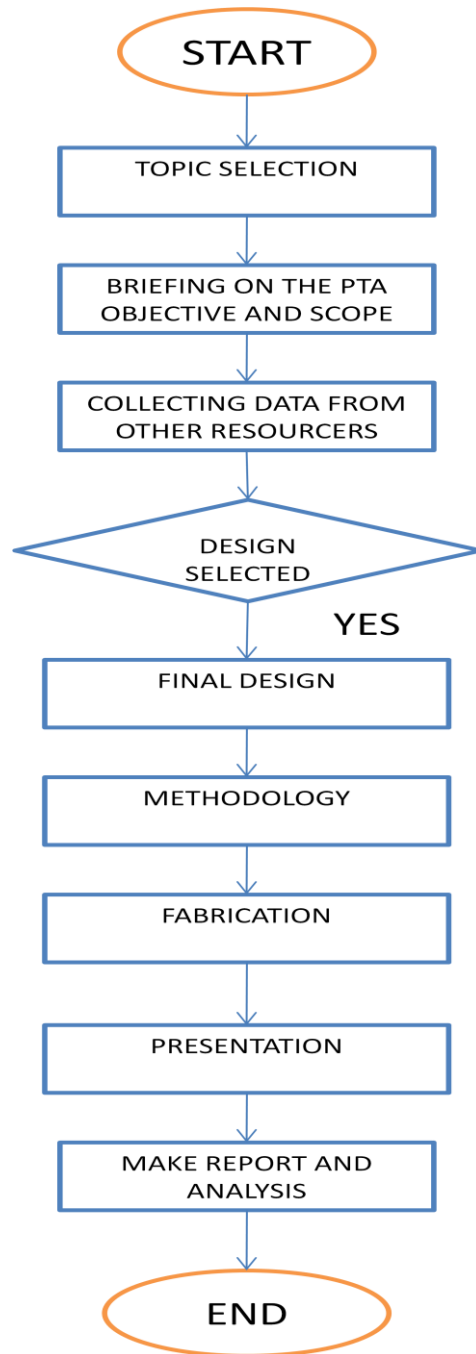 START
TOPIC SELECTION
BRIEFING ON THE PTA
OBJECTIVE AND SCOPE
COLLECTING DATA FROM
OTHER RESOURCERS
DESIGN
SELECTED
YES
FINAL DESIGN
METHODOLOGY
FABRICATION
PRESENTATION
MAKE REPORT AND
ANALYSIS
END